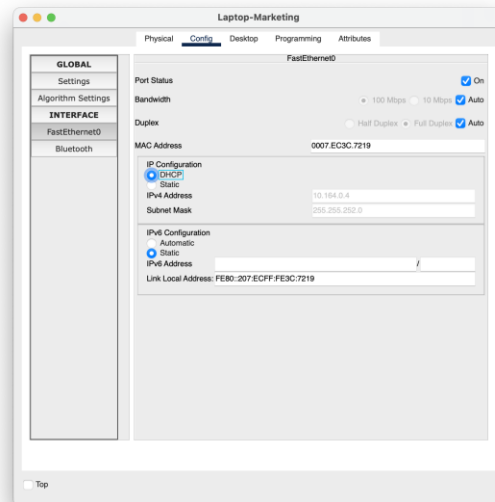 Laptop-Marketing
Physical Config Desktop Programming Attributes
GLOBAL
Settings
Algorithm Settings
INTERFACE
FastEthernet0
Bluetooth
FastEthernet0
Port Status On
Bandwidth 100 Mbps 10 Mbps Auto
Duplex Half Duplex Full Duplex Auto
MAC Address 0007.EC3C.7219
IP Configuration
DHCP
Static
IPv4 Address 10.184.0.4
Subnet Mask 255.255.252.0
IPv6 Configuration
Automatic
Static
IPv6 Address /
Link Local Address: FE80::207:ECFF:FE3C:7219
Top